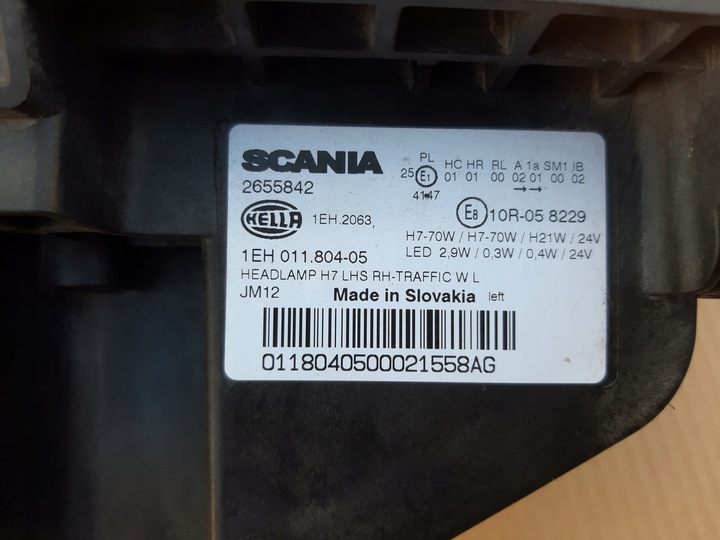 SCANIA
2655842
PL HC HR RL A 1a SM1 IB
25 E1 01 01 00 02 01 00 02
4147 →→
HELLA 1EH.2063,
E8 10R-05 8229
H7-70W / H7-70W / H21W / 24V
LED 2,9W / 0,3W / 0,4W / 24V
1EH 011.804-05
HEADLAMP H7 LHS RH-TRAFFIC W L
JM12 Made in Slovakia left
0118040500021558AG